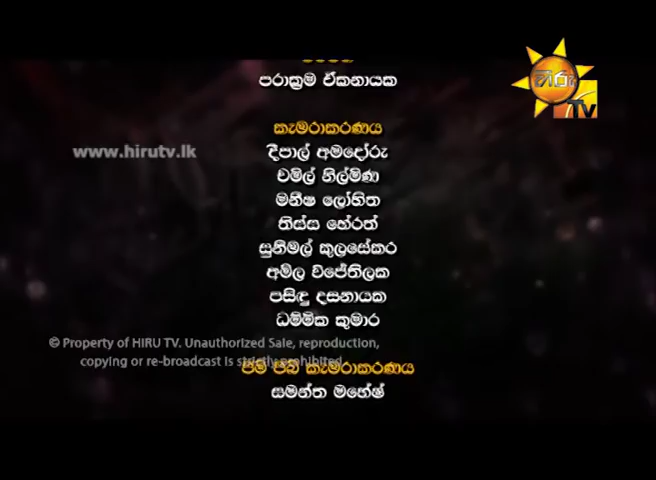 පරාක්‍රම ඒකනායක
හිරු
Tv
කැමරාකරණය
www.hirutv.lk
දීපාල් අමදෝරු
චමිල් නිල්මිණ
මනීෂ ලෝහිත
තිස්ස හේරත්
සුනිමල් කුලසේකර
අමිල විජේතිලක
පසිඳු දසනායක
ධම්මික කුමාර
© Property of HIRU TV. Unauthorized Sale, reproduction,
copying or re-broadcast is strictly prohibited
ජිමි ජිබ් කැමරාකරණය
සමන්ත මහේෂ්